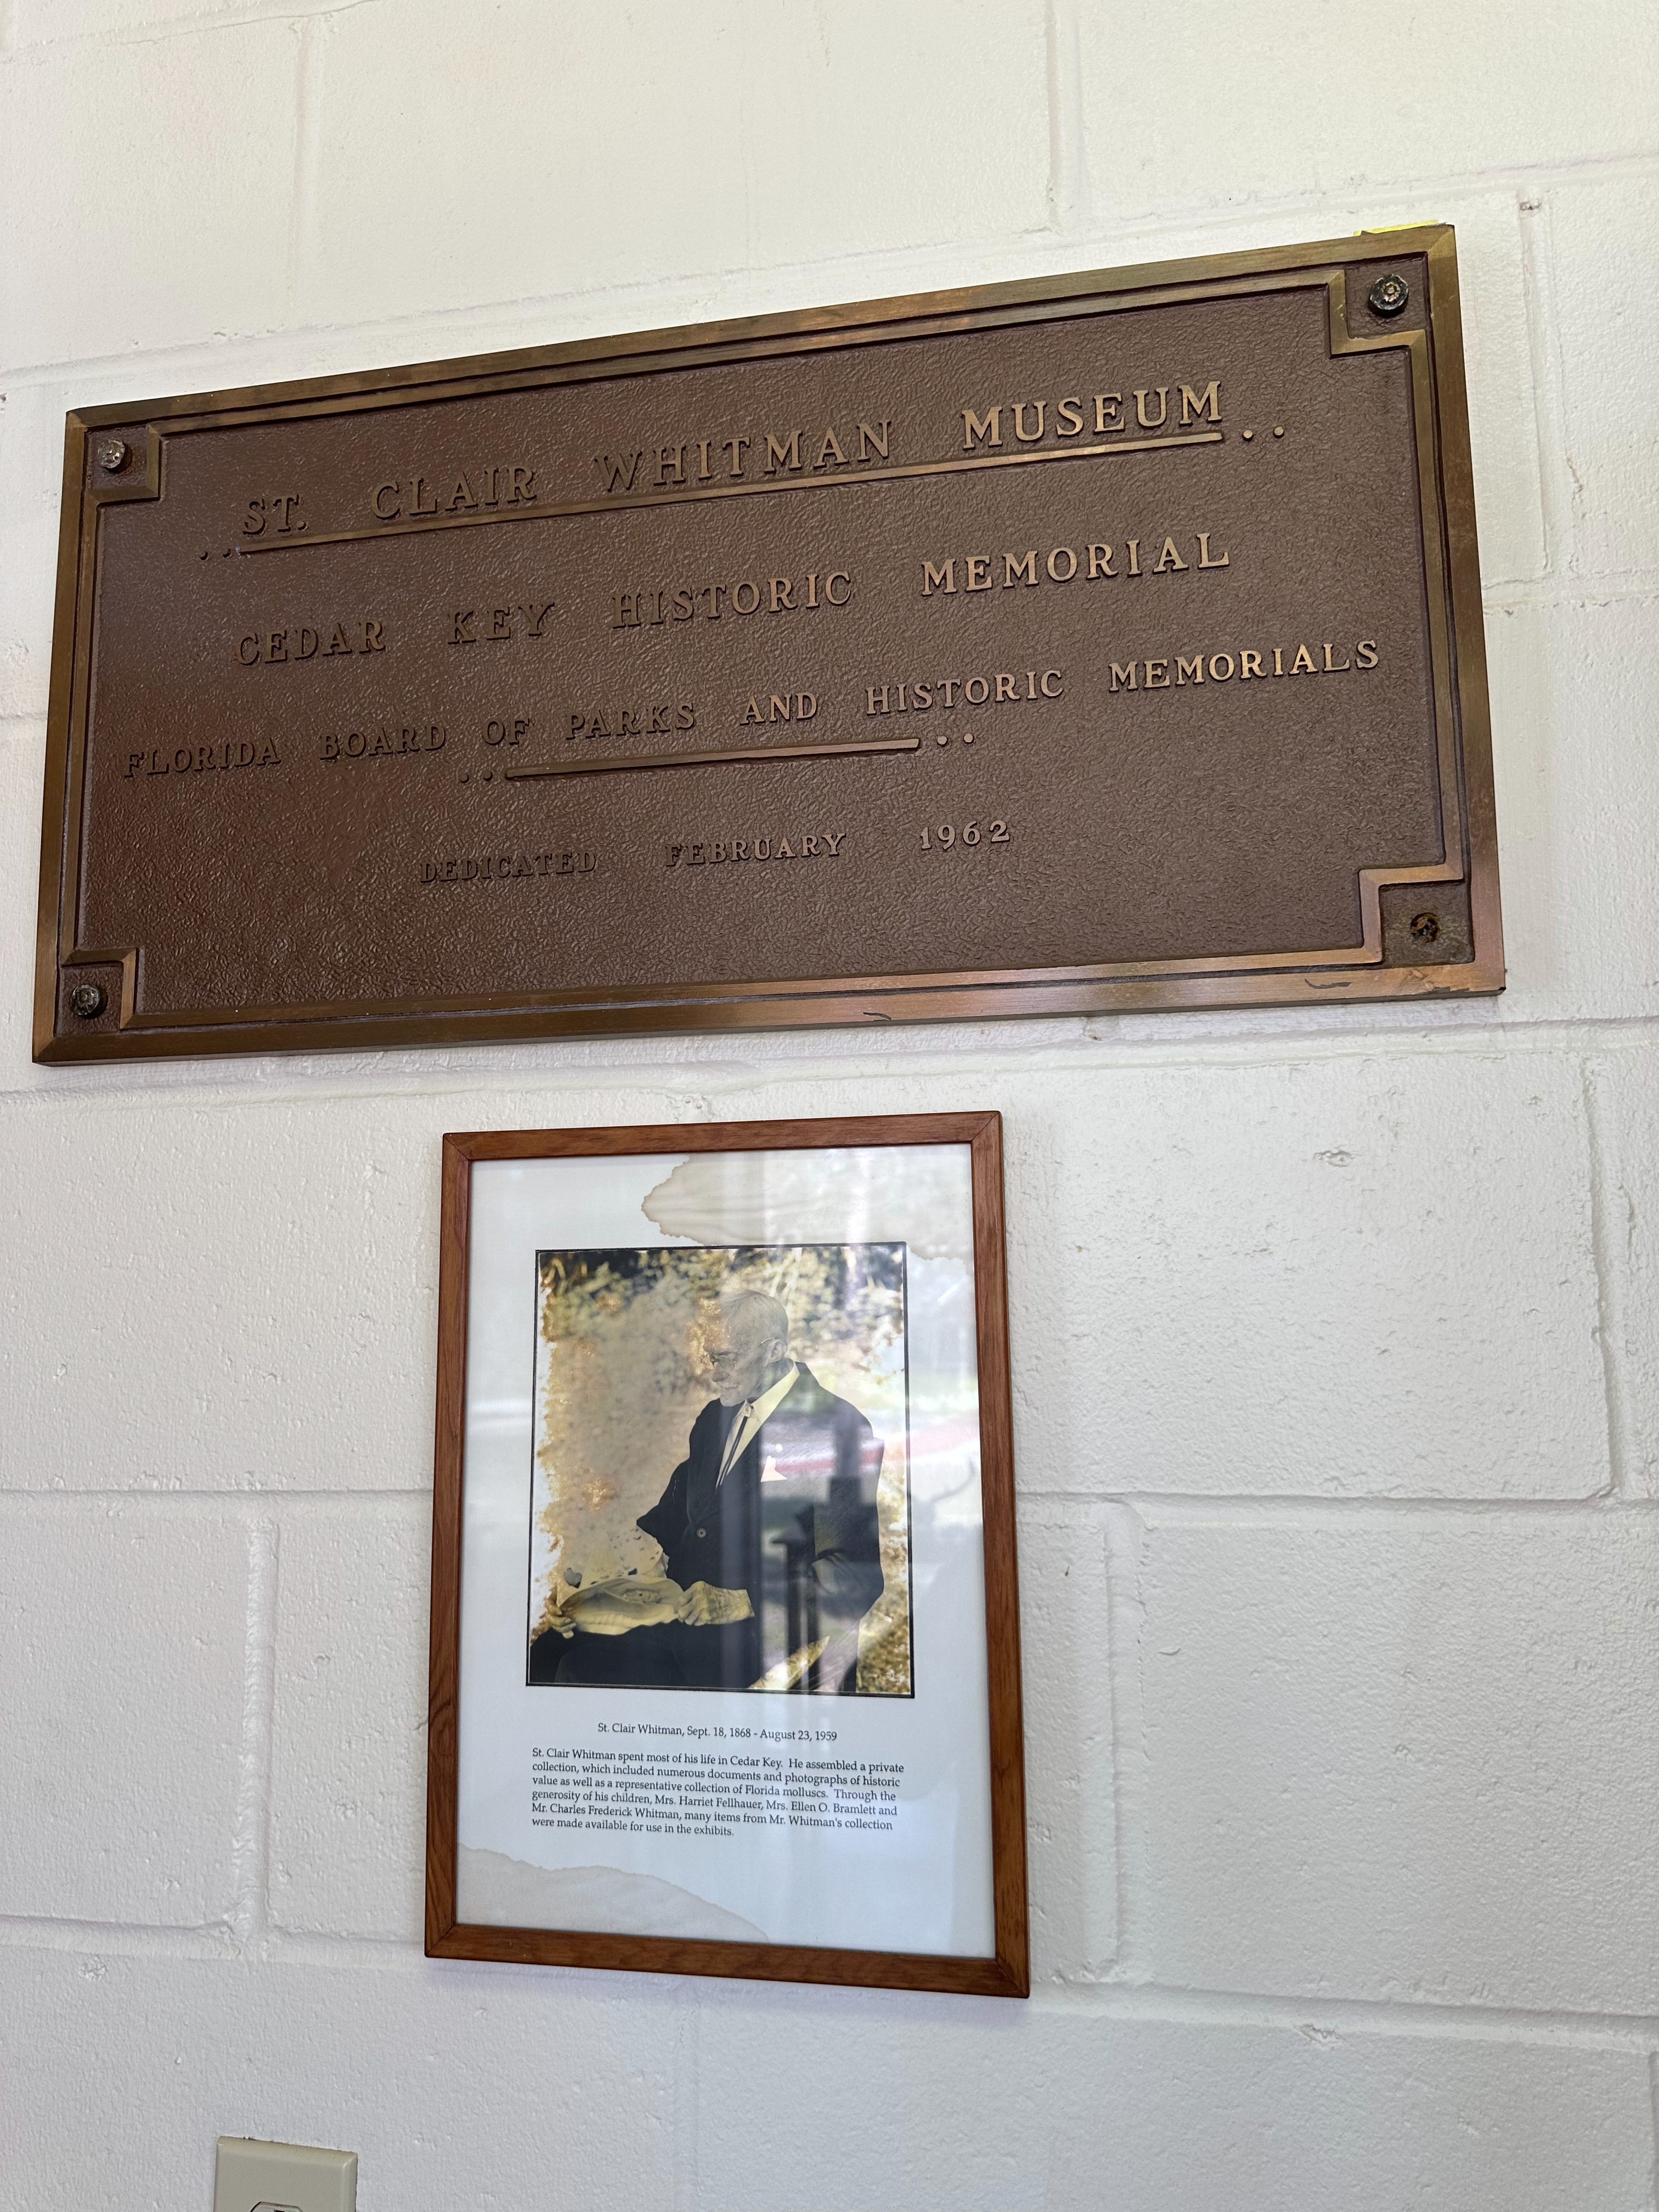 ST. CLAIR WHITMAN MUSEUM
CEDAR KEY HISTORIC MEMORIAL
FLORIDA BOARD OF PARKS AND HISTORIC MEMORIALS
DEDICATED FEBRUARY 1962
St. Clair Whitman, Sept. 18, 1868 - August 23, 1959
St. Clair Whitman spent most of his life in Cedar Key. He assembled a private
collection, which included numerous documents and photographs of historic
value as well as a representative collection of Florida molluscs. Through the
generosity of his children, Mrs. Harriet Fellhauer, Mrs. Ellen O. Bramlett and
Mr. Charles Frederick Whitman, many items from Mr. Whitman's collection
were made available for use in the exhibits.